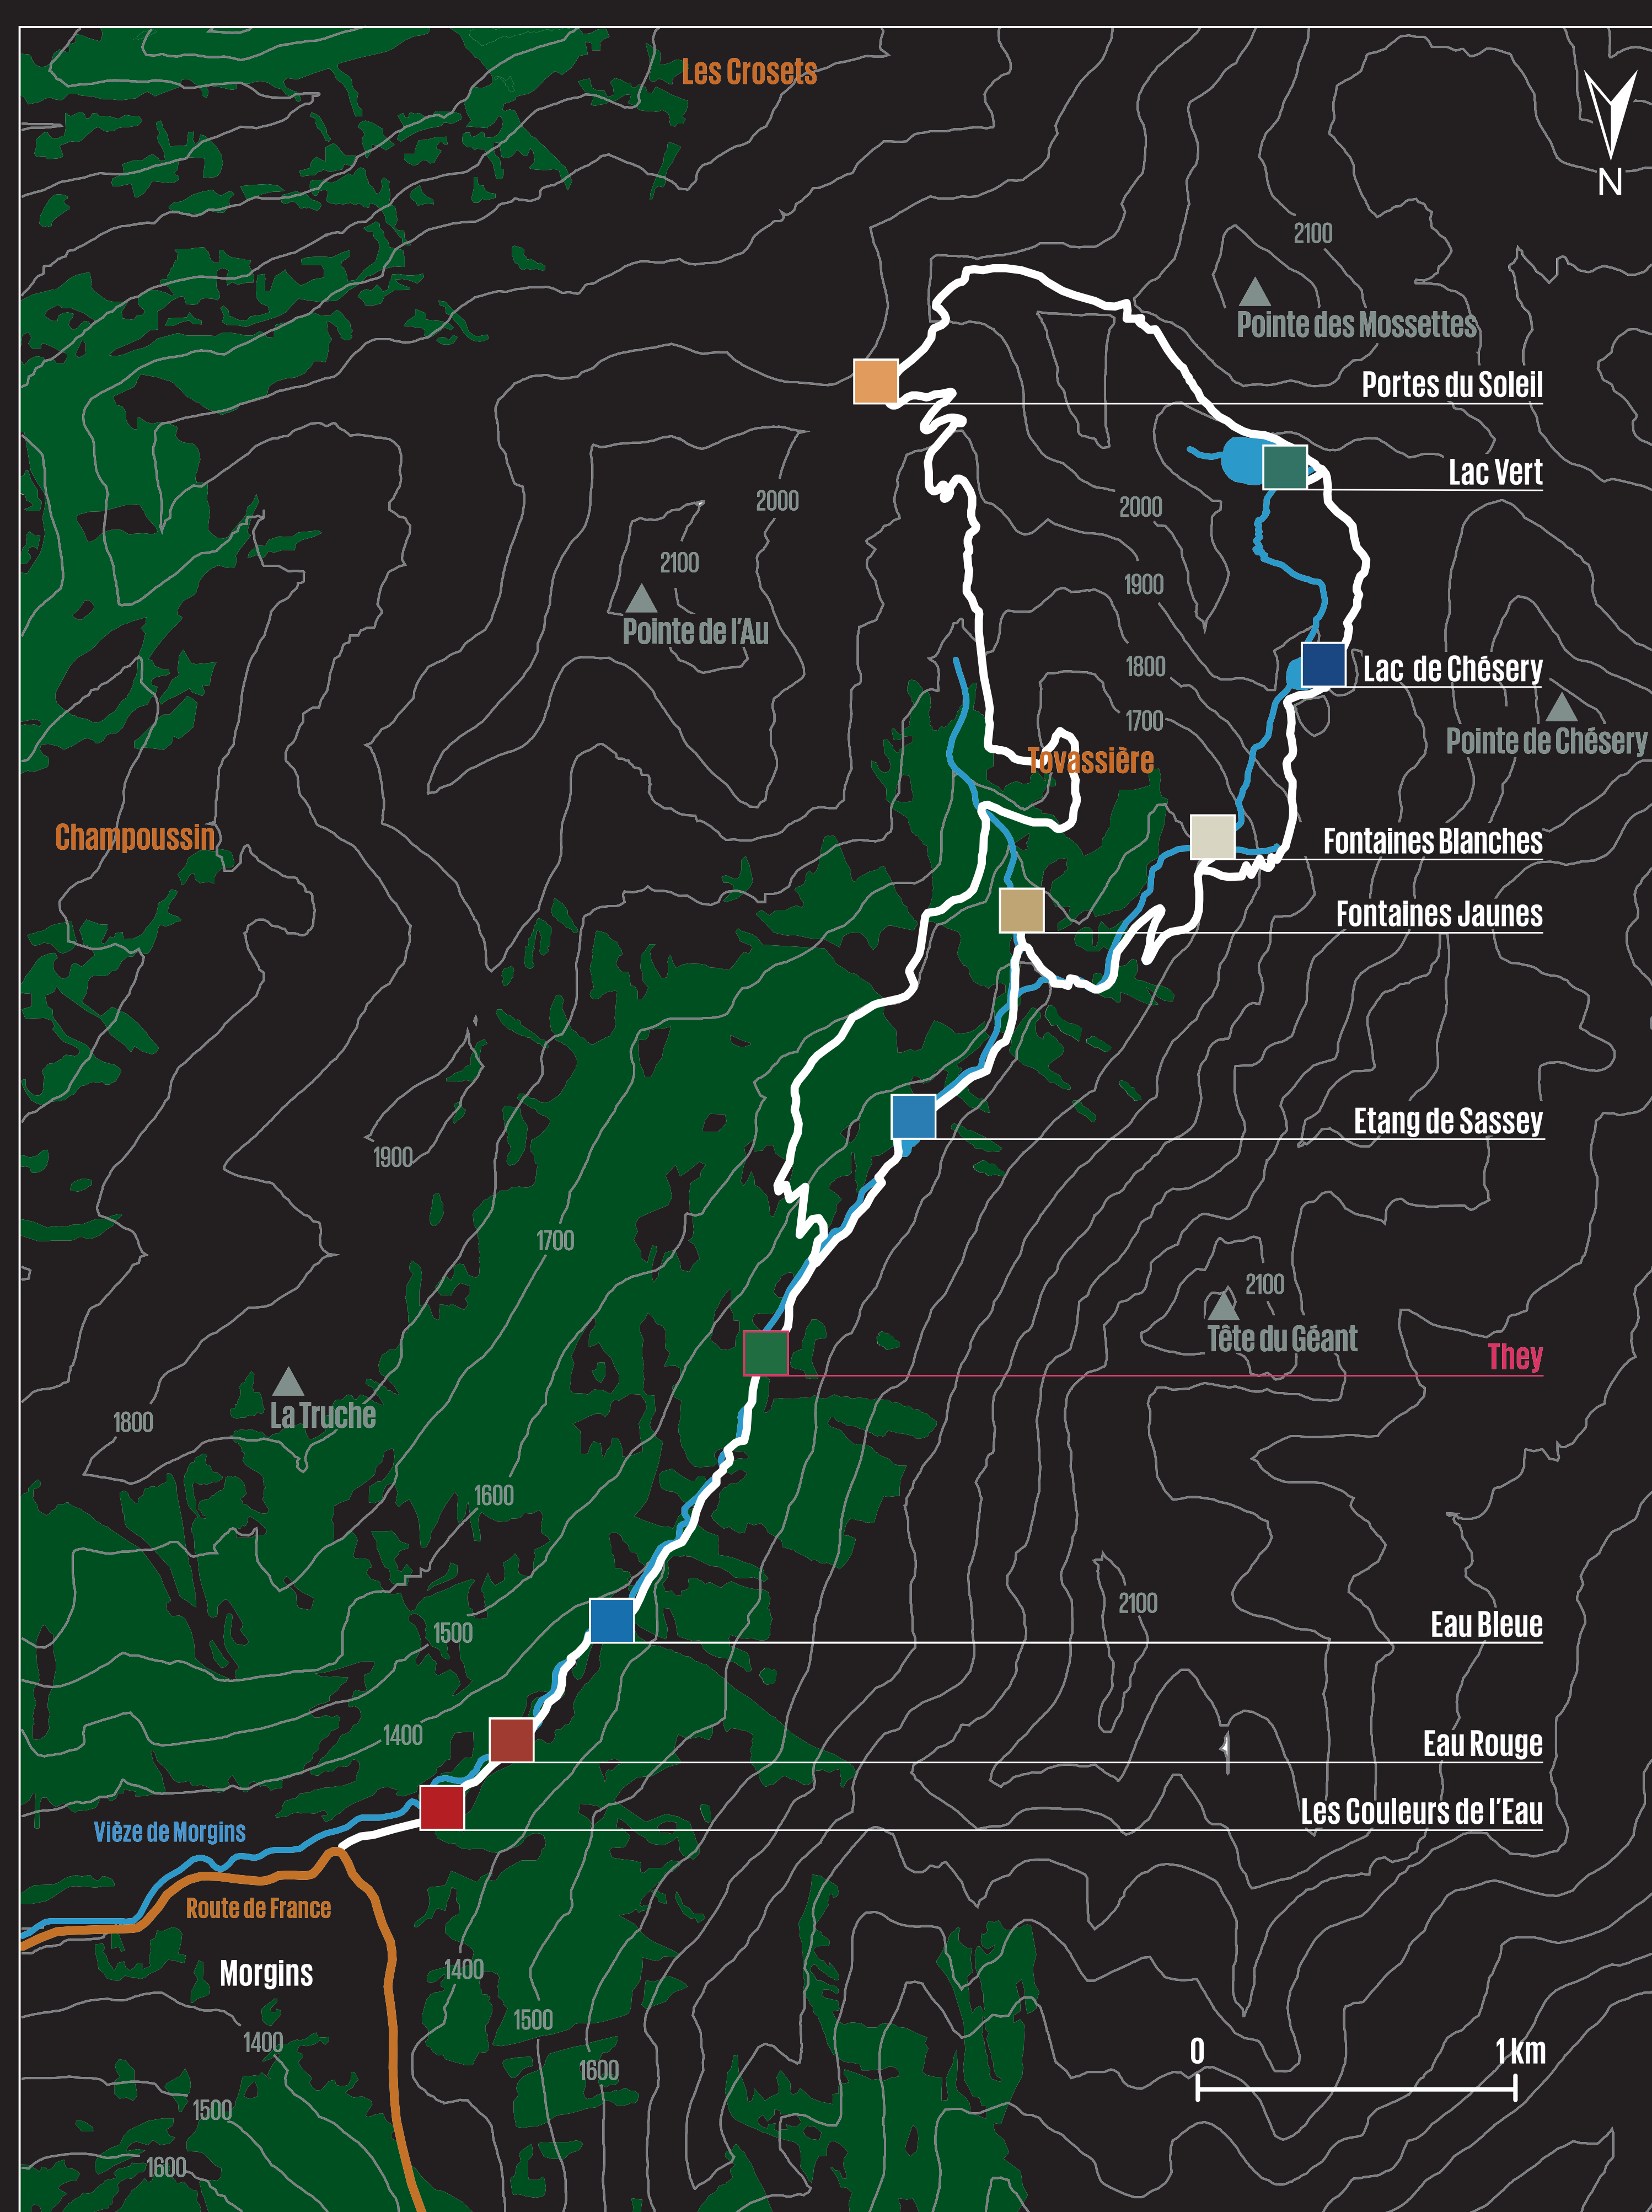 Les Crosets
N
2100
Pointe des Mossettes
Portes du Soleil
Lac Vert
2000
2000
2100
1900
Pointe de l'Au
1800
Lac de Chésery
1700
Pointe de Chésery
Tovassière
Champoussin
Fontaines Blanches
Fontaines Jaunes
Etang de Sassey
1900
1700
2100
Tête du Géant
They
La Truche
1800
1600
2100
Eau Bleue
1500
1400
Eau Rouge
Les Couleurs de l'Eau
Vièze de Morgins
Route de France
Morgins
1400
1500
1400
0 1 km
1600
1500
1600